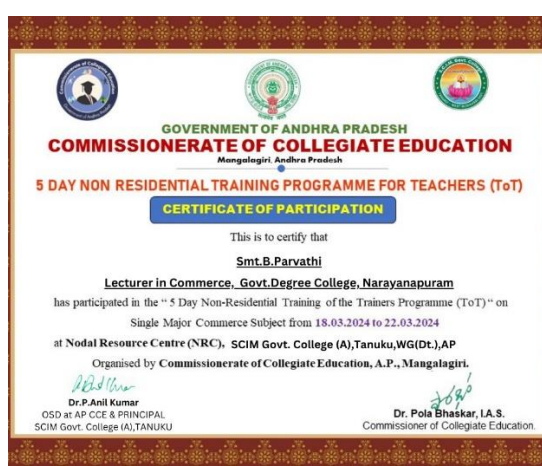 GOVERNMENT OF ANDHRA PRADESH
COMMISSIONERATE OF COLLEGIATE EDUCATION
Mangalagiri, Andhra Pradesh
5 DAY NON RESIDENTIAL TRAINING PROGRAMME FOR TEACHERS (ToT)
CERTIFICATE OF PARTICIPATION
This is to certify that
Smt.B.Parvathi
Lecturer in Commerce, Govt.Degree College, Narayanapuram
has participated in the “ 5 Day Non-Residential Training of the Trainers Programme (ToT) “ on
Single Major Commerce Subject from 18.03.2024 to 22.03.2024
at Nodal Resource Centre (NRC), SCIM Govt. College (A),Tanuku,WG(Dt.),AP
Organised by Commissionerate of Collegiate Education, A.P., Mangalagiri.
Dr.P.Anil Kumar
OSD at AP CCE & PRINCIPAL
SCIM Govt. College (A),TANUKU
Dr. Pola Bhaskar, I.A.S.
Commissioner of Collegiate Education.